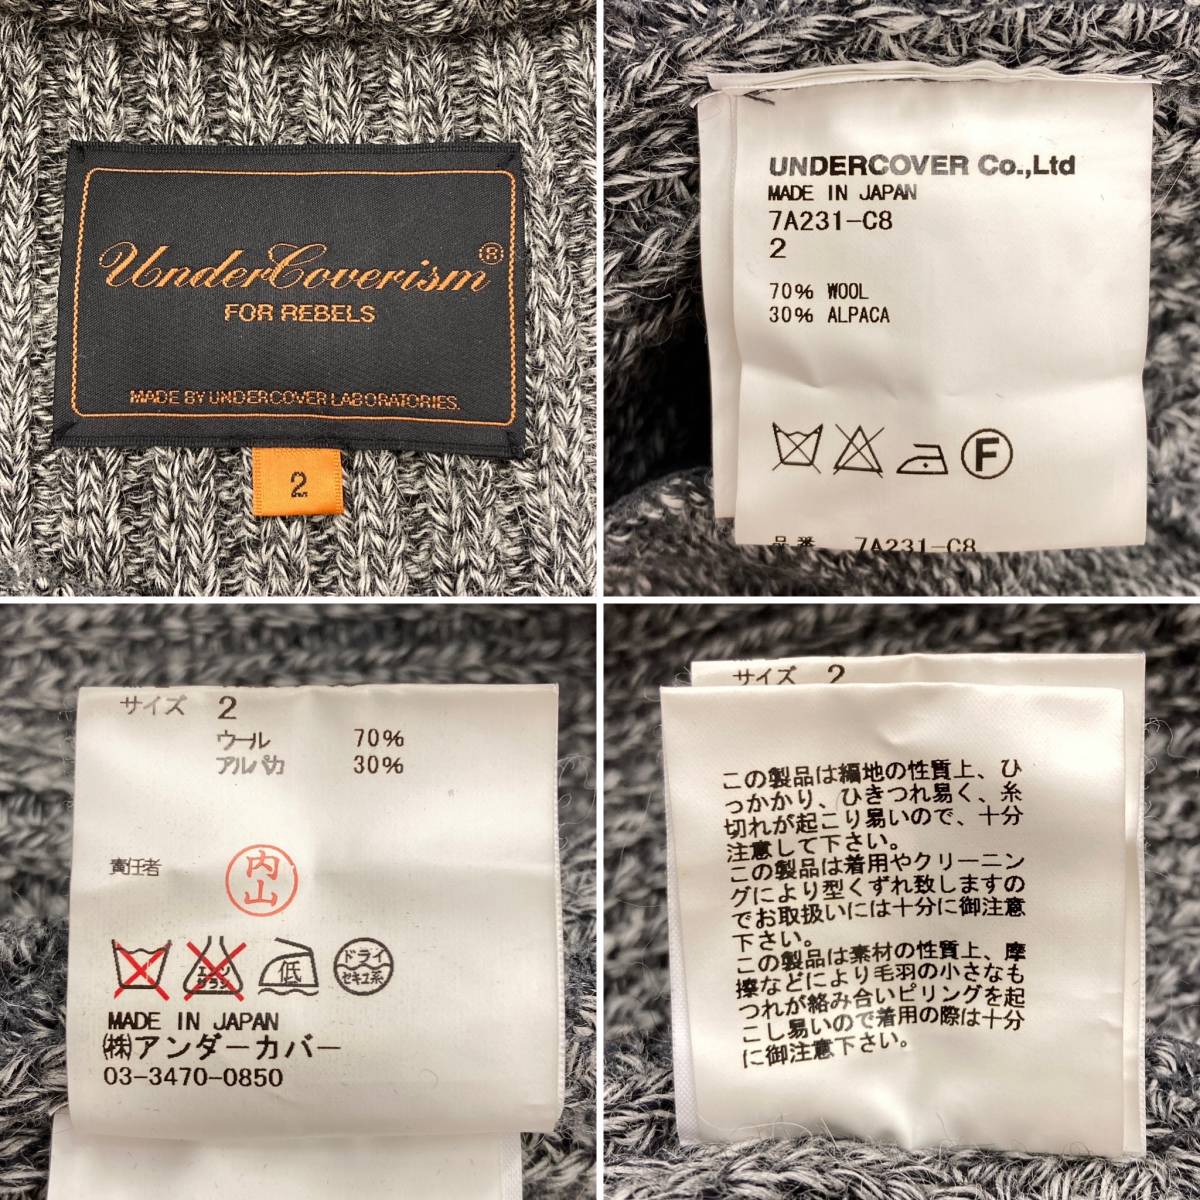 UnderCoverism®
FOR REBELS
MADE BY UNDERCOVER LABORATORIES.
2
UNDERCOVER Co.,Ltd
MADE IN JAPAN
7A231-C8
2
70% WOOL
30% ALPACA
F
品番 7A231-C8
サイズ 2
ウール 70%
アルパカ 30%
責任者 内山
エンソサラシ 低 ドライ セキユ系
MADE IN JAPAN
㈱アンダーカバー
03-3470-0850
サイズ 2
この製品は編地の性質上、ひ
っかかり、ひきつれ易く、糸
切れが起こり易いので、十分
注意して下さい。
この製品は着用やクリーニン
グにより型くずれ致しますの
でお取扱いには十分に御注意
下さい。
この製品は素材の性質上、摩
擦などにより毛羽の小さなも
つれが絡み合いピリングを起
こし易いので着用の際は十分
に御注意下さい。